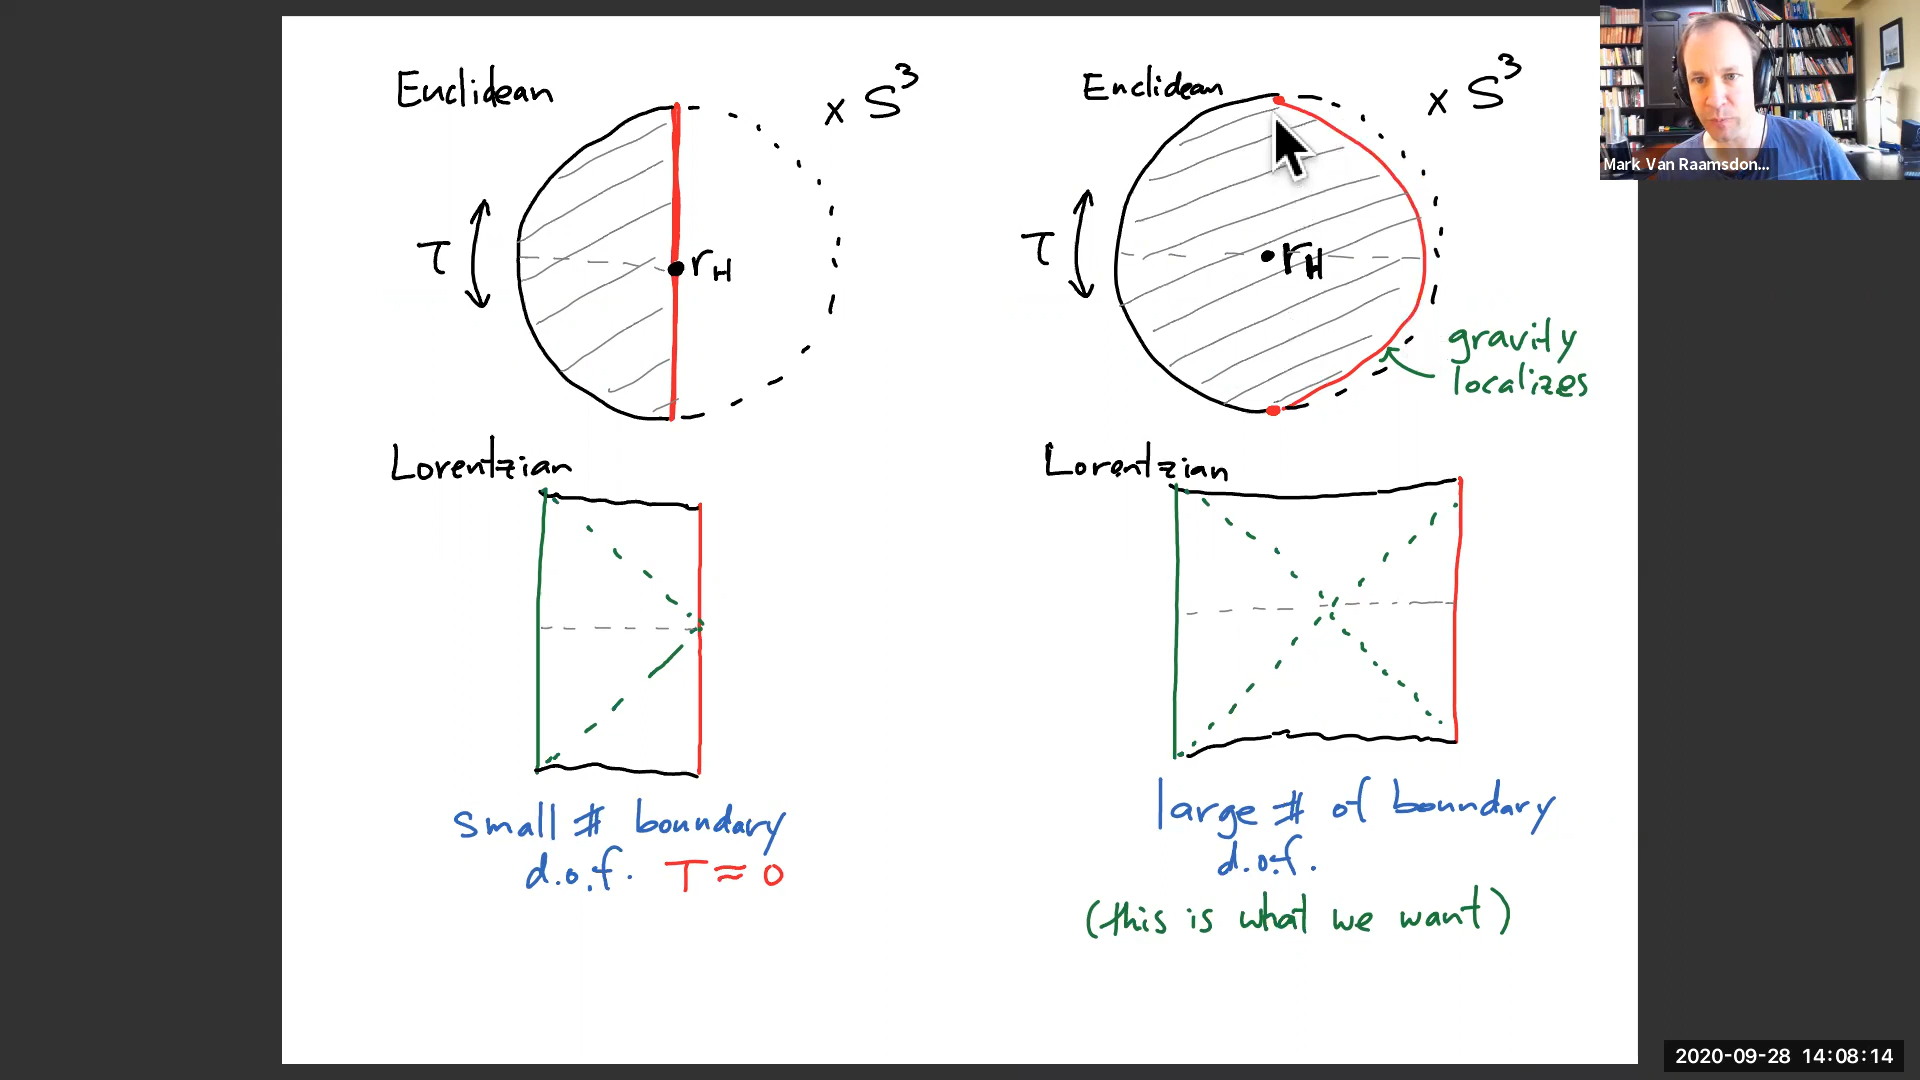 Euclidean
× S³
τ
r_H
Lorentzian
small # boundary
d.o.f. T ≈ 0
Euclidean
× S³
τ
r_H
gravity
localizes
Lorentzian
large # of boundary
d.o.f.
(this is what we want)
Mark Van Raamsdon...
2020-09-28 14:08:14